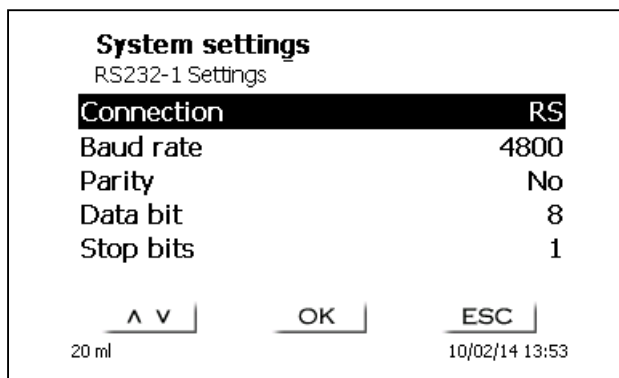 System settings
RS232-1 Settings
Connection RS
Baud rate 4800
Parity No
Data bit 8
Stop bits 1
∧ ∨ OK ESC
20 ml 10/02/14 13:53